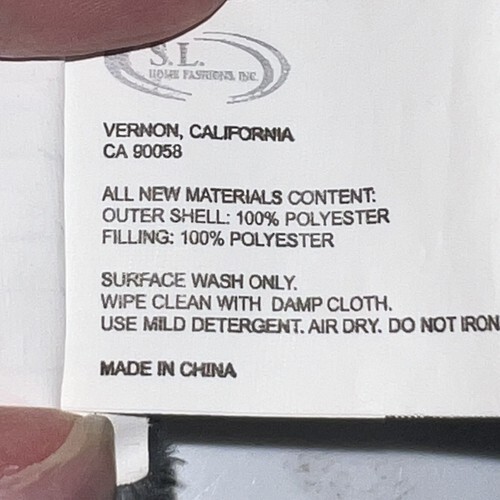 S.L.
HOME FASHIONS, INC.
VERNON, CALIFORNIA
CA 90058
ALL NEW MATERIALS CONTENT:
OUTER SHELL: 100% POLYESTER
FILLING: 100% POLYESTER
SURFACE WASH ONLY.
WIPE CLEAN WITH DAMP CLOTH.
USE MILD DETERGENT. AIR DRY. DO NOT IRON
MADE IN CHINA